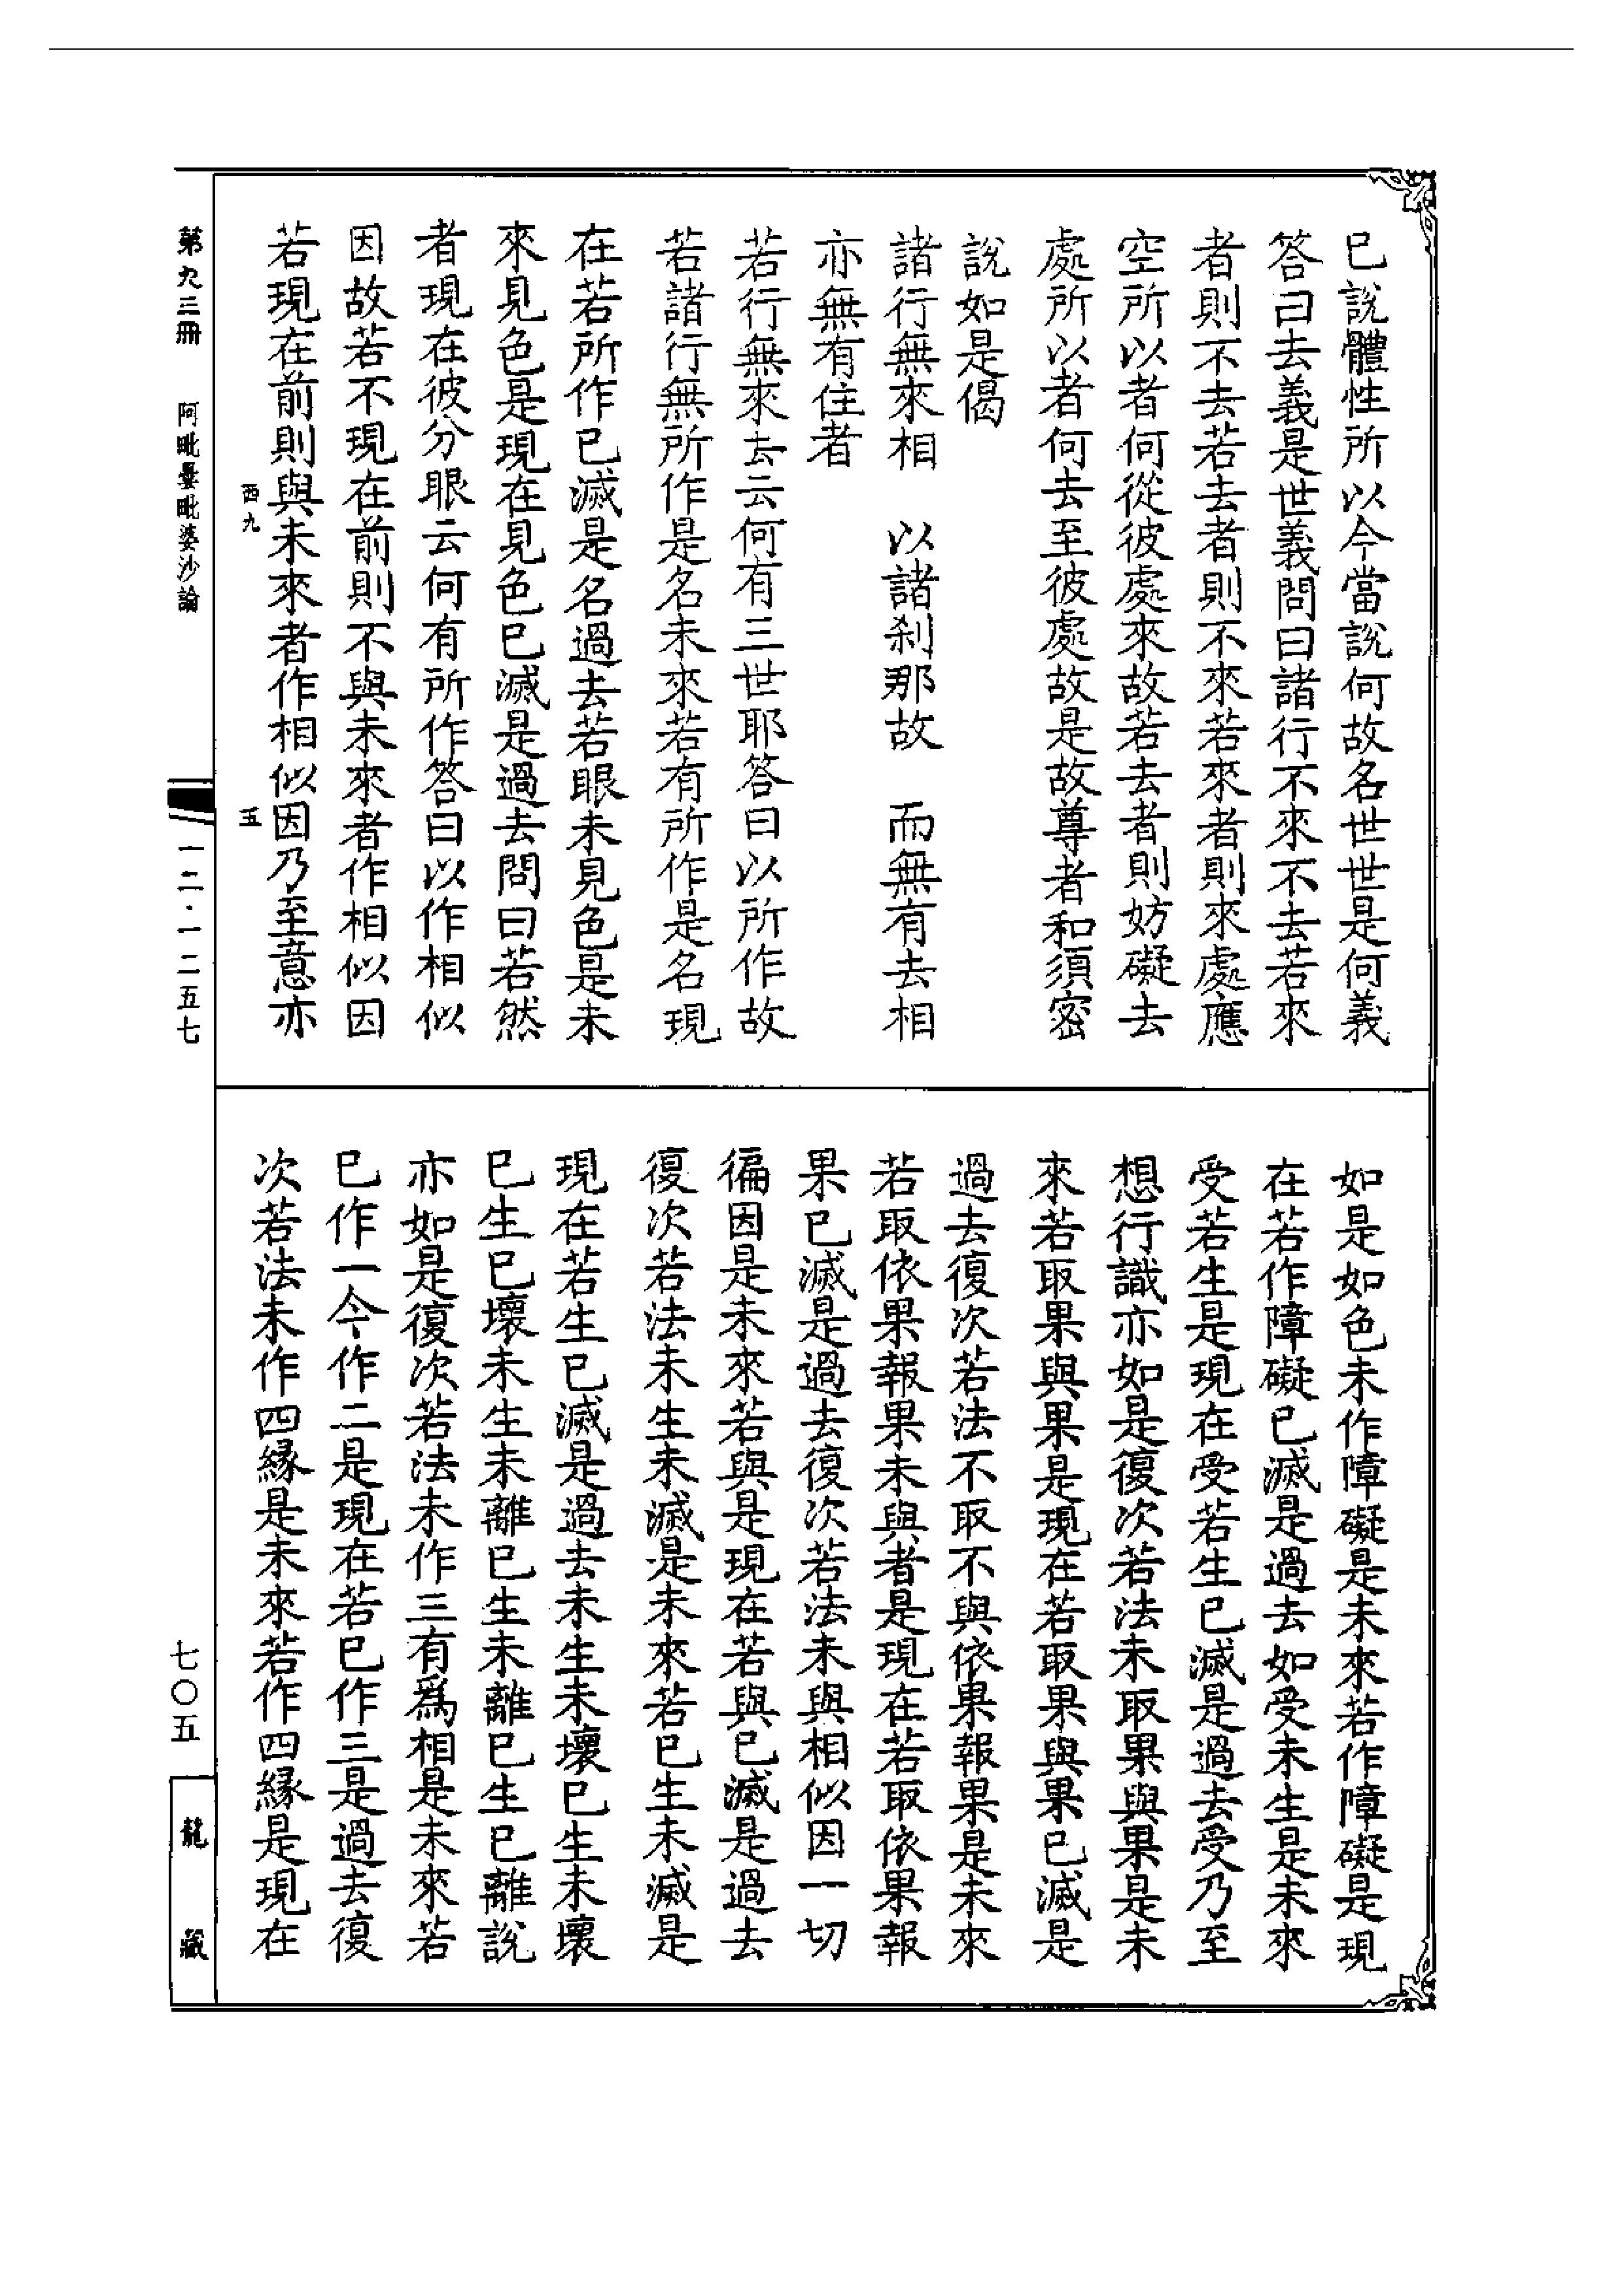 已說體性所以今當說何故名世世是何義
答曰去義是世義問曰諸行不來不去若來
者則不去若去者則不來若來者則來處應
空所以者何從彼處來故若去者則妨礙去
處所以者何去至彼處故是故尊者和須密
說如是偈
諸行無來相　以諸刹那故　而無有去相
亦無有住者
若行無來去云何有三世耶答曰以所作故
若諸行無所作是名未來若有所作是名現
在若所作已滅是名過去若眼未見色是未
來見色是現在見色已滅是過去問曰若然
者現在彼分眼云何有所作答曰以作相似
因故若不現在前則不與未來者作相似因
若現在前則與未來者作相似因乃至意亦
如是如色未作障礙是未來若作障礙是現
在若作障礙已滅是過去如受未生是未來
受若生是現在受若生已滅是過去受乃至
想行識亦如是復次若法未取果與果是未
來若取果與果是現在若取果與果已滅是
過去復次若法不取不與依果報果是未來
若取依果報果未與者是現在若取依果報
果已滅是過去復次若法未與相似因一切
徧因是未來若與是現在若與已滅是過去
復次若法未生未滅是未來若已生未滅是
現在若生已滅是過去未生未壞已生未壞
已生已壞未生未離已生未離已生已離說
亦如是復次若法未作三有爲相是未來若
已作一今作二是現在若已作三是過去復
次若法未作四緣是未來若作四緣是現在
第九三冊　阿毗曇毗婆沙論
西九　五
一二·一二五七
七〇五
龍藏